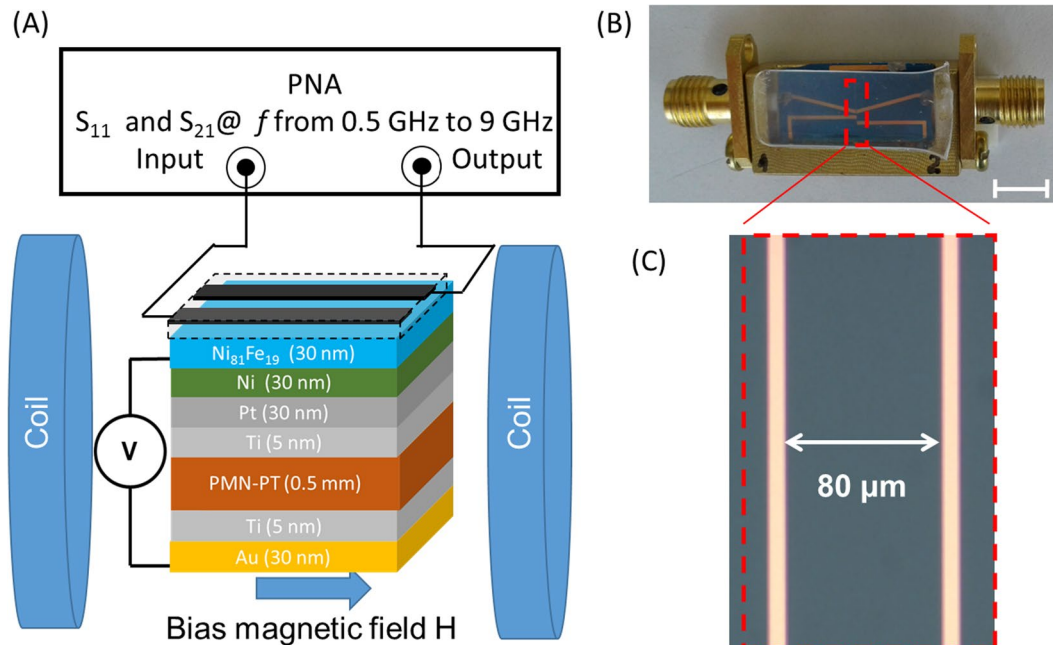 (A)
PNA
S11 and S21@ f from 0.5 GHz to 9 GHz
Input Output
Coil
V
Ni81Fe19 (30 nm)
Ni (30 nm)
Pt (30 nm)
Ti (5 nm)
PMN-PT (0.5 mm)
Ti (5 nm)
Au (30 nm)
Coil
Bias magnetic field H
(B)
4
2
(C)
80 µm